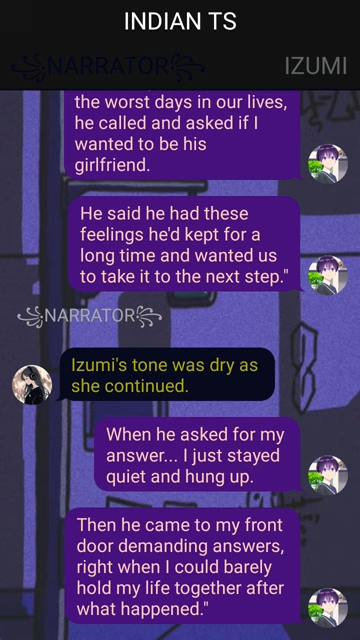 INDIAN TS
꧁NARRATOR꧂
IZUMI
the worst days in our lives,
he called and asked if I
wanted to be his
girlfriend.
He said he had these
feelings he'd kept for a
long time and wanted us
to take it to the next step."
꧁NARRATOR꧂
Izumi's tone was dry as
she continued.
When he asked for my
answer... I just stayed
quiet and hung up.
Then he came to my front
door demanding answers,
right when I could barely
hold my life together after
what happened."